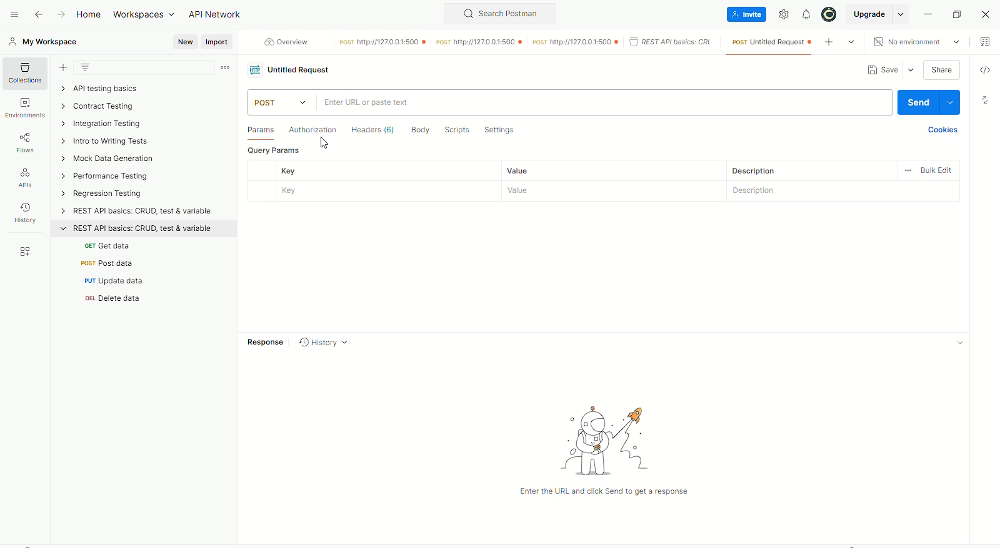 Home Workspaces API Network Search Postman Invite Upgrade
My Workspace New Import
Overview POST http://127.0.0.1:500 POST http://127.0.0.1:500 POST http://127.0.0.1:500 REST API basics: CRU POST Untitled Request No environment
Collections
Environments
Flows
APIs
History
API testing basics
Contract Testing
Integration Testing
Intro to Writing Tests
Mock Data Generation
Performance Testing
Regression Testing
REST API basics: CRUD, test & variable
REST API basics: CRUD, test & variable
GET Get data
POST Post data
PUT Update data
DEL Delete data
HTTP Untitled Request Save Share
POST Enter URL or paste text Send
Params Authorization Headers (6) Body Scripts Settings Cookies
Query Params
Key Value Description Bulk Edit
Key Value Description
Response History
Enter the URL and click Send to get a response